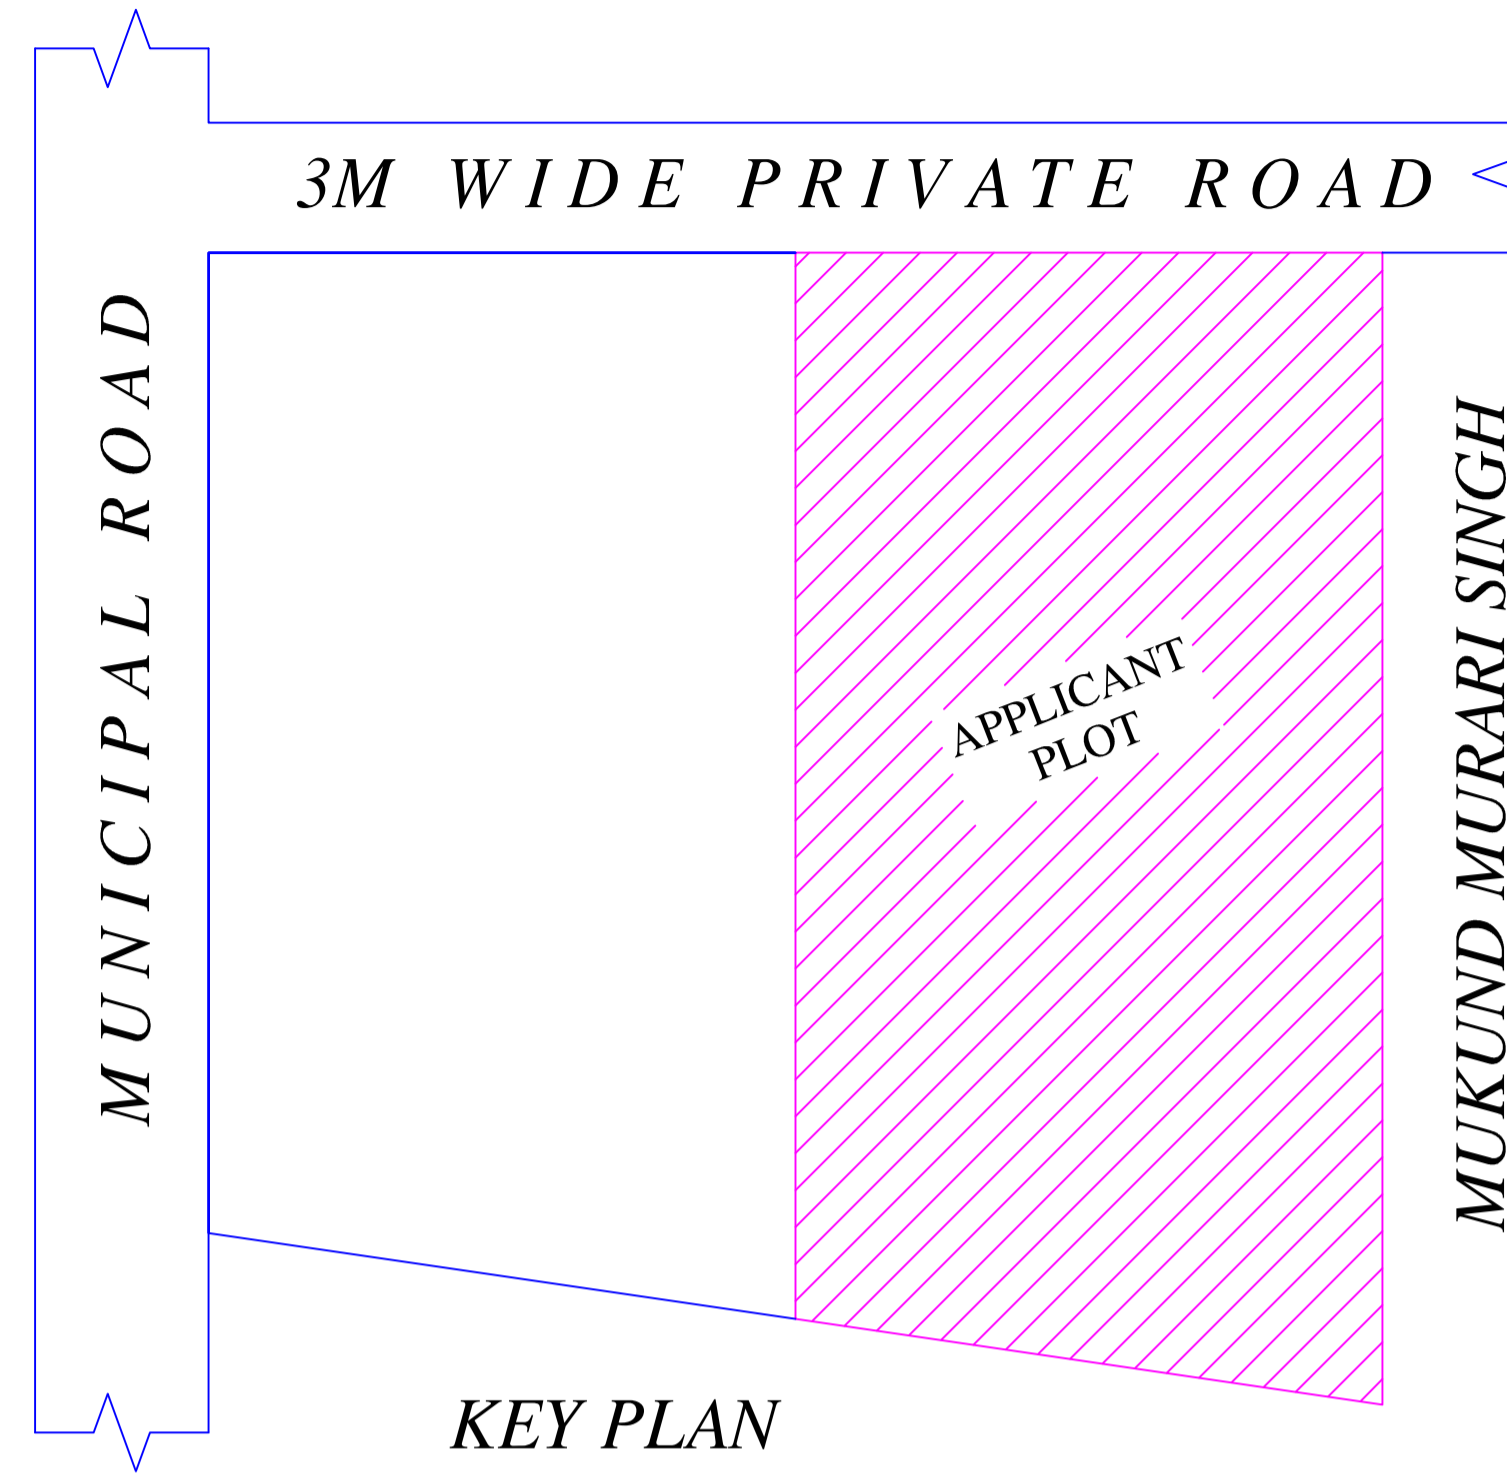 3M WIDE PRIVATE ROAD
MUNICIPAL ROAD
APPLICANT
PLOT
MUKUND MURARI SINGH
KEY PLAN